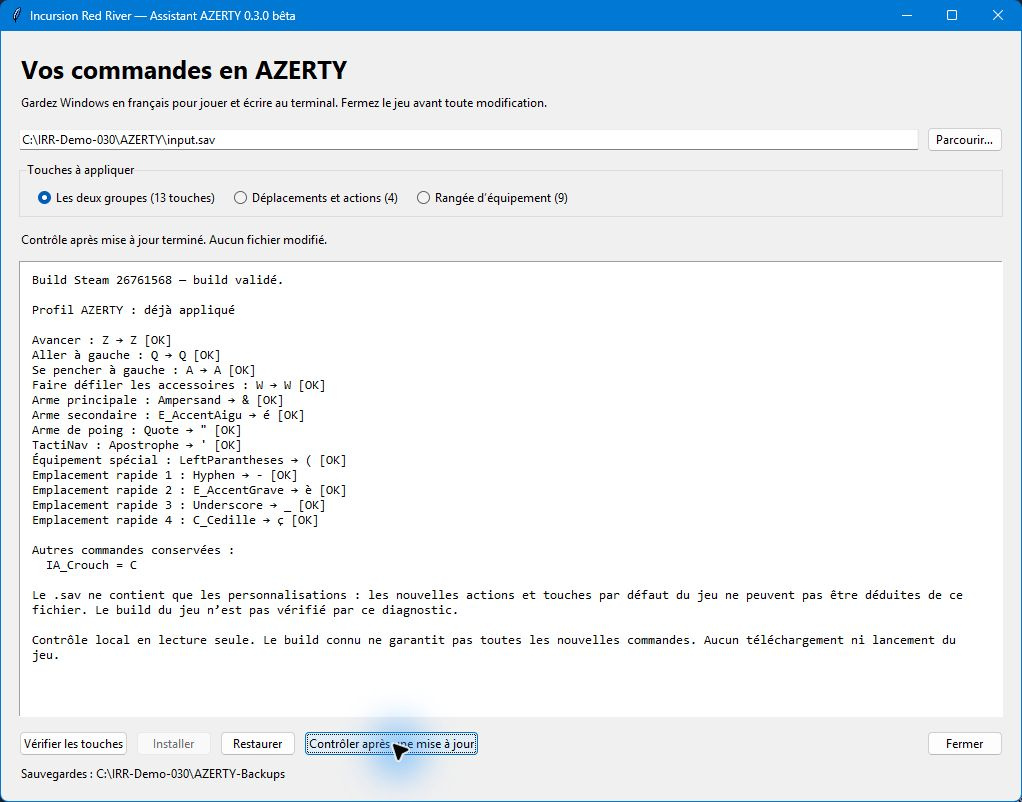 Incursion Red River — Assistant AZERTY 0.3.0 bêta
Vos commandes en AZERTY
Gardez Windows en français pour jouer et écrire au terminal. Fermez le jeu avant toute modification.
C:\IRR-Demo-030\AZERTY\input.sav
Parcourir...
Touches à appliquer
Les deux groupes (13 touches)
Déplacements et actions (4)
Rangée d’équipement (9)
Contrôle après mise à jour terminé. Aucun fichier modifié.
Build Steam 26761568 — build validé.
Profil AZERTY : déjà appliqué
Avancer : Z → Z [OK]
Aller à gauche : Q → Q [OK]
Se pencher à gauche : A → A [OK]
Faire défiler les accessoires : W → W [OK]
Arme principale : Ampersand → & [OK]
Arme secondaire : E_AccentAigu → é [OK]
Arme de poing : Quote → " [OK]
TactiNav : Apostrophe → ' [OK]
Équipement spécial : LeftParantheses → ( [OK]
Emplacement rapide 1 : Hyphen → - [OK]
Emplacement rapide 2 : E_AccentGrave → è [OK]
Emplacement rapide 3 : Underscore → _ [OK]
Emplacement rapide 4 : C_Cedille → ç [OK]
Autres commandes conservées :
IA_Crouch = C
Le .sav ne contient que les personnalisations : les nouvelles actions et touches par défaut du jeu ne peuvent pas être déduites de ce
fichier. Le build du jeu n’est pas vérifié par ce diagnostic.
Contrôle local en lecture seule. Le build connu ne garantit pas toutes les nouvelles commandes. Aucun téléchargement ni lancement du
jeu.
Vérifier les touches
Installer
Restaurer
Contrôler après une mise à jour
Fermer
Sauvegardes : C:\IRR-Demo-030\AZERTY-Backups